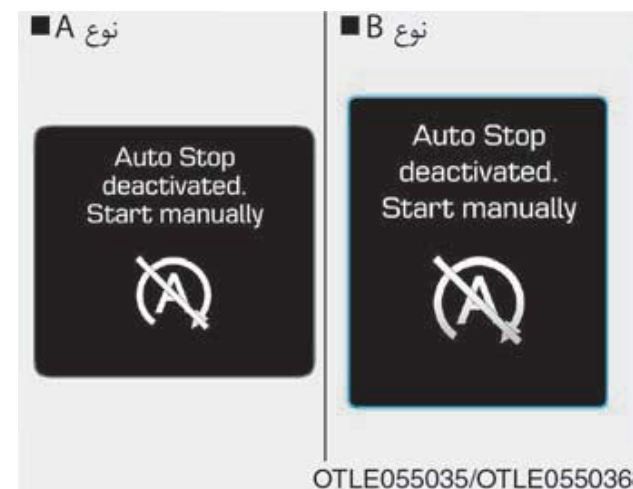 ■ A نوع
■ B نوع
Auto Stop
deactivated.
Start manually
A
Auto Stop
deactivated.
Start manually
A
OTLE055035/OTLE055036